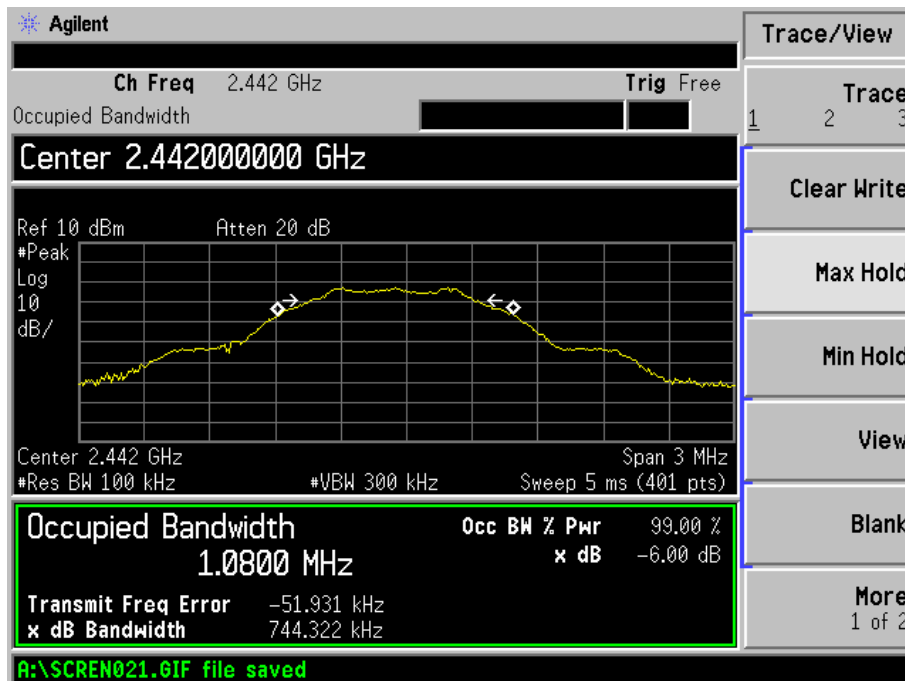 Agilent
Trace/View
Ch Freq 2.442 GHz Trig Free
Occupied Bandwidth
Center 2.442000000 GHz
Ref 10 dBm Atten 20 dB
#Peak
Log
10
dB/
Center 2.442 GHz Span 3 MHz
#Res BW 100 kHz #VBW 300 kHz Sweep 5 ms (401 pts)
Occupied Bandwidth
1.0800 MHz
Occ BW % Pwr 99.00 %
x dB -6.00 dB
Transmit Freq Error -51.931 kHz
x dB Bandwidth 744.322 kHz
A:\SCREN021.GIF file saved
Trace
1 2 3
Clear Write
Max Hold
Min Hold
View
Blank
More
1 of 2